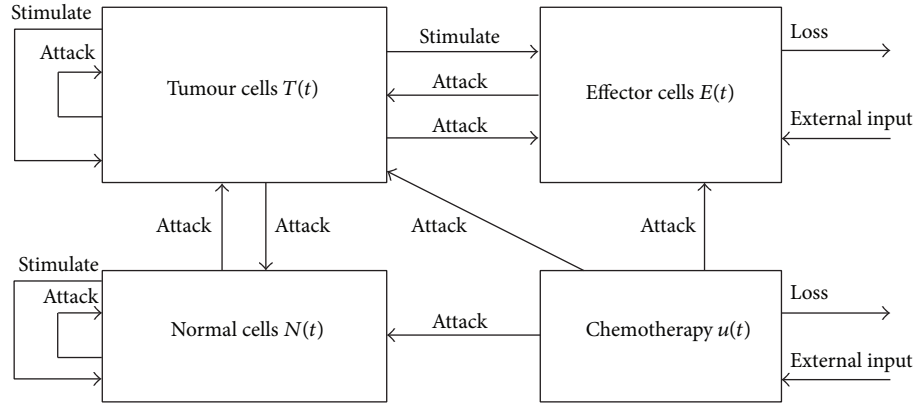 Stimulate
Attack
Tumour cells T(t)
Stimulate
Attack
Attack
Effector cells E(t)
Loss
External input
Attack
Attack
Attack
Attack
Stimulate
Attack
Normal cells N(t)
Attack
Chemotherapy u(t)
Loss
External input